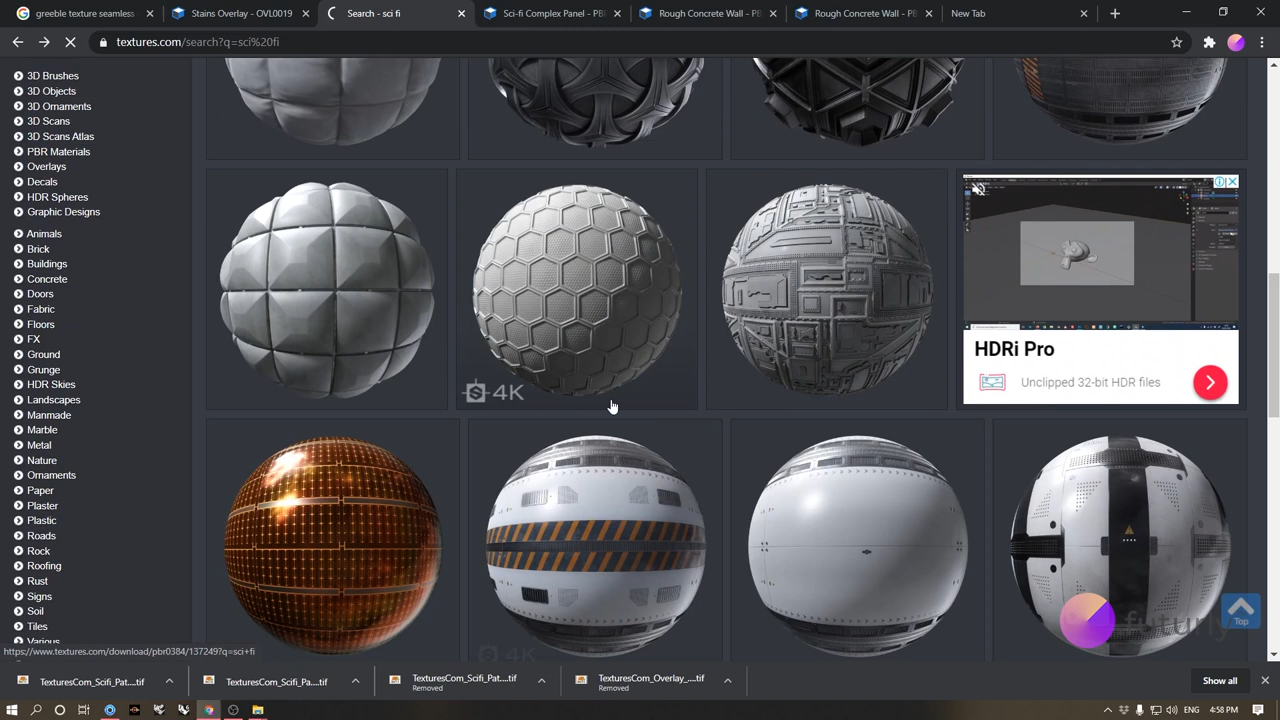 greeble texture seamless
Stains Overlay - OVL0019
Search - sci fi
Sci-fi Complex Panel - PB
Rough Concrete Wall - P
Rough Concrete Wall - PB
New Tab
textures.com/search?q=sci%20fi
3D Brushes
3D Objects
3D Ornaments
3D Scans
3D Scans Atlas
PBR Materials
Overlays
Decals
HDR Spheres
Graphic Designs
Animals
Brick
Buildings
Concrete
Doors
Fabric
Floors
FX
Ground
Grunge
HDR Skies
Landscapes
Manmade
Marble
Metal
Nature
Ornaments
Paper
Plaster
Plastic
Roads
Rock
Roofing
Rust
Signs
Soil
Tiles
Various
4K
HDRi Pro
Unclipped 32-bit HDR files
4K
Top
futurly
https://www.textures.com/download/pbr0384/137249?q=sci+fi
TexturesCom_Scifi_Pat....tif
TexturesCom_Scifi_Pa....tif
TexturesCom_Scifi_Pat....tif
Removed
TexturesCom_Overlay_....tif
Removed
Show all
ENG
4:58 PM